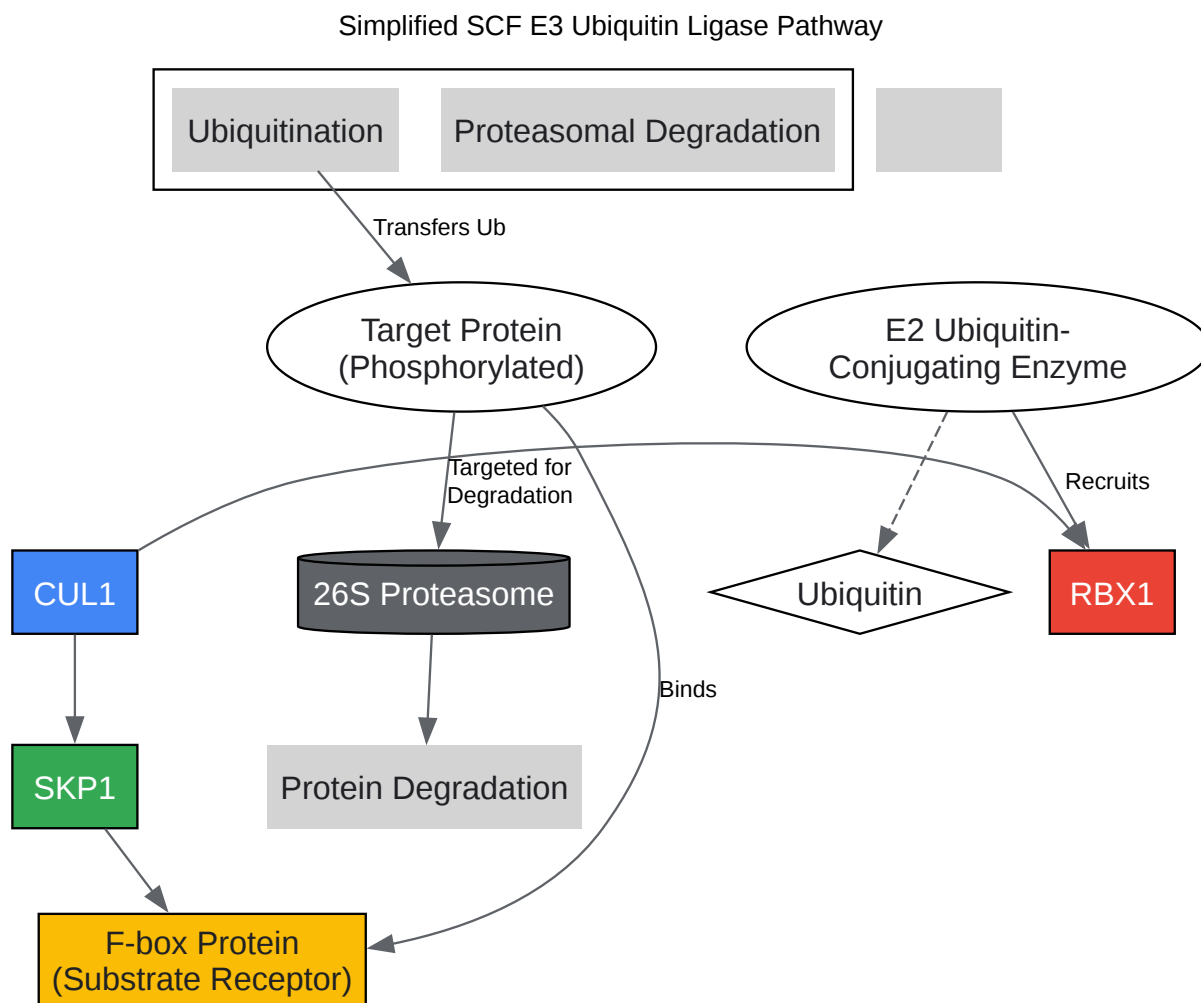 Simplified SCF E3 Ubiquitin Ligase Pathway
Ubiquitination
Proteasomal Degradation
Transfers Ub
Target Protein
(Phosphorylated)
E2 Ubiquitin-
Conjugating Enzyme
Targeted for
Degradation
Recruits
CUL1
26S Proteasome
Ubiquitin
RBX1
Binds
SKP1
Protein Degradation
F-box Protein
(Substrate Receptor)